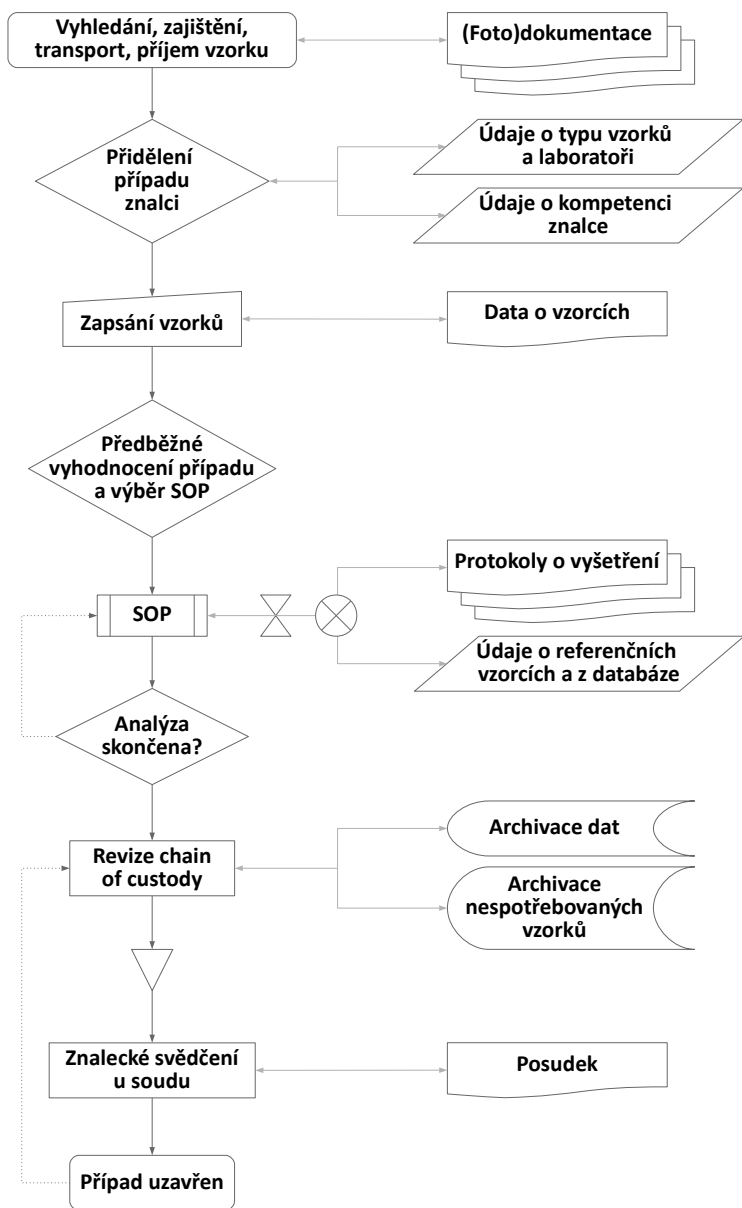 Vyhledání, zajištění,
transport, příjem vzorku
(Foto)dokumentace
Přidělení
případu
znalci
Údaje o typu vzorků
a laboratoři
Údaje o kompetenci
znalce
Zapsání vzorků
Data o vzorcích
Předběžné
vyhodnocení případu
a výběr SOP
Protokoly o vyšetření
SOP
Údaje o referenčních
vzorcích a z databáze
Analýza
skončena?
Archivace dat
Revize chain
of custody
Archivace
nespotřebovaných
vzorků
Znalecké svědčení
u soudu
Posudek
Případ uzavřen